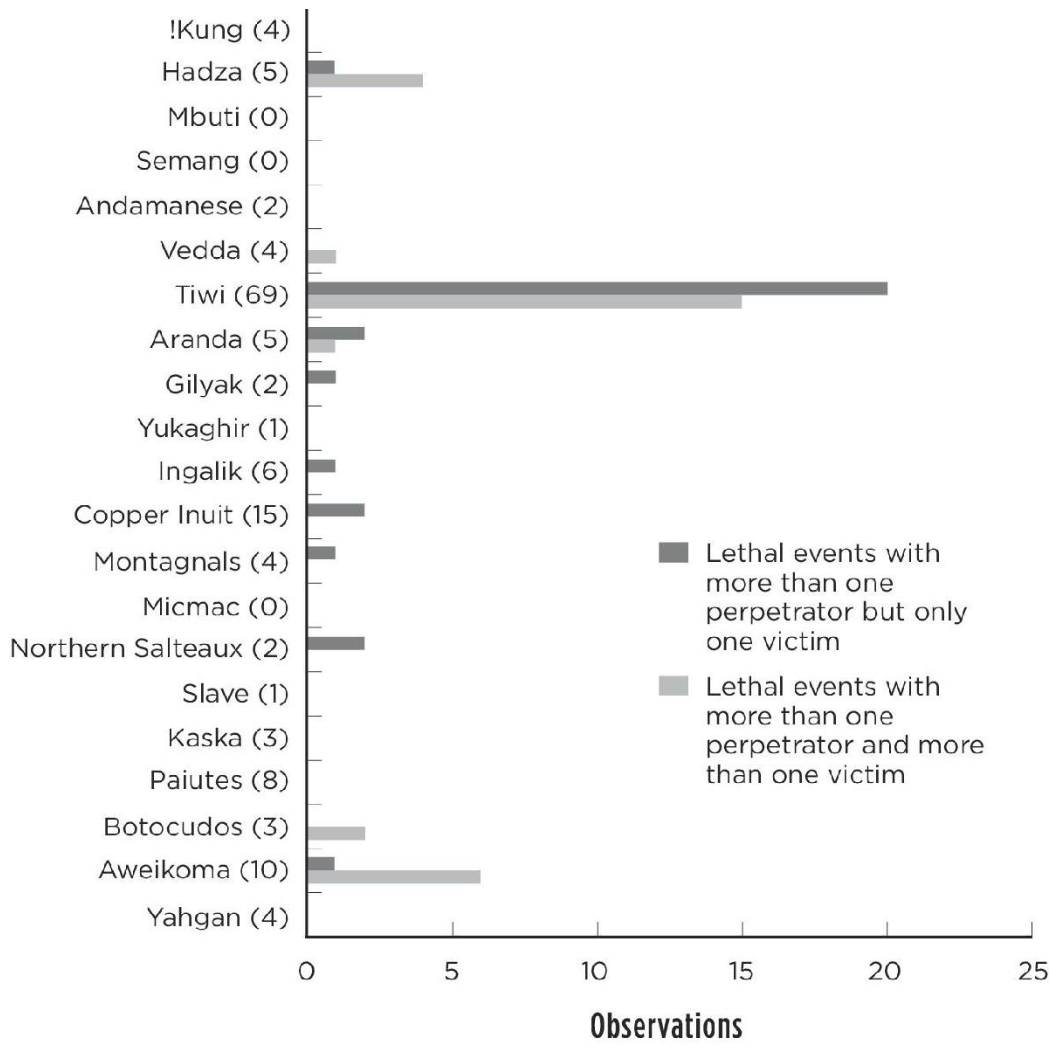 !Kung (4)
Hadza (5)
Mbuti (0)
Semang (0)
Andamanese (2)
Vedda (4)
Tiwi (69)
Aranda (5)
Gilyak (2)
Yukaghir (1)
Ingalik (6)
Copper Inuit (15)
Montagnals (4)
Micmac (0)
Northern Salteaux (2)
Slave (1)
Kaska (3)
Paiutes (8)
Botocudos (3)
Aweikoma (10)
Yahgan (4)
Lethal events with
more than one
perpetrator but only
one victim
Lethal events with
more than one
perpetrator and more
than one victim
0 5 10 15 20 25
Observations